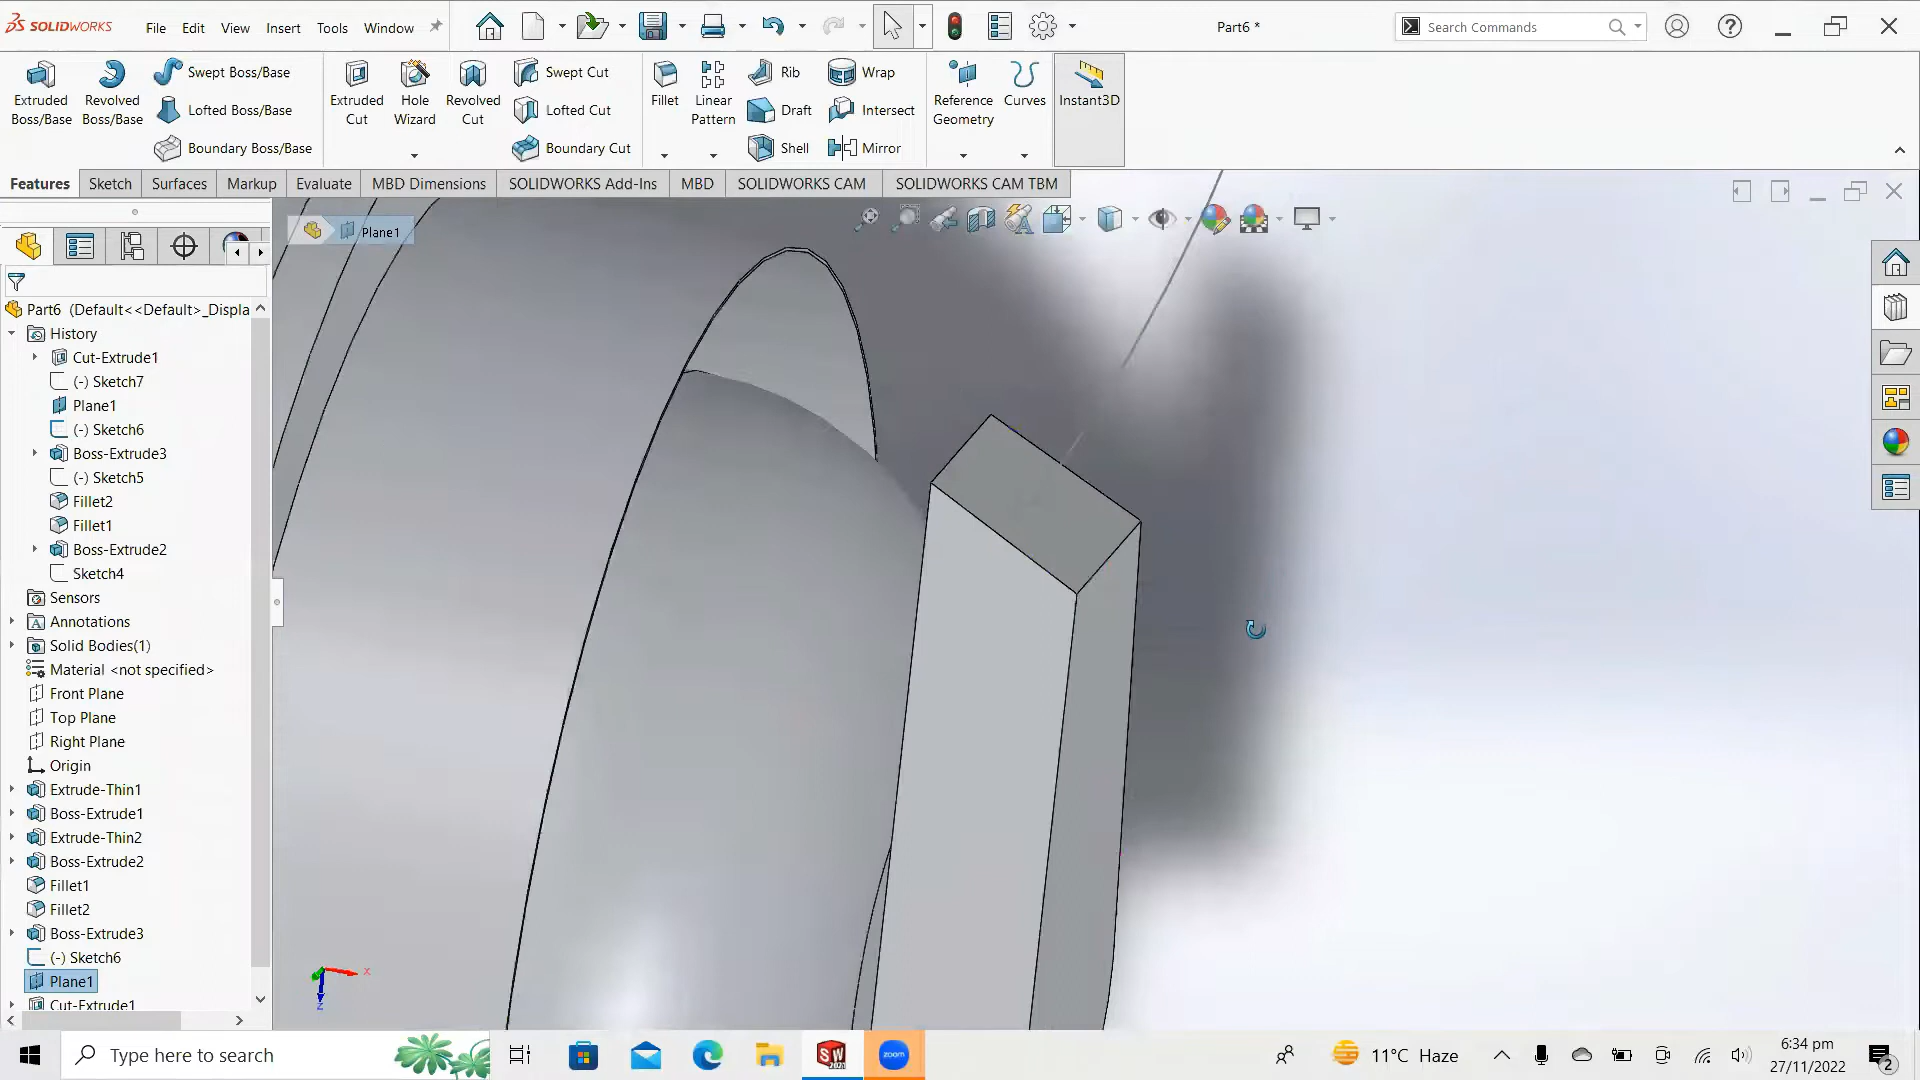 SOLIDWORKS File Edit View Insert Tools Window Part6 * Search Commands
Extruded Boss/Base
Revolved Boss/Base
Swept Boss/Base
Lofted Boss/Base
Boundary Boss/Base
Extruded Cut
Hole Wizard
Revolved Cut
Swept Cut
Lofted Cut
Boundary Cut
Fillet
Linear Pattern
Rib
Draft
Shell
Wrap
Intersect
Mirror
Reference Geometry
Curves
Instant3D
Features Sketch Surfaces Markup Evaluate MBD Dimensions SOLIDWORKS Add-Ins MBD SOLIDWORKS CAM SOLIDWORKS CAM TBM
Plane1
Part6 (Default<<Default>_Displa
History
Cut-Extrude1
(-) Sketch7
Plane1
(-) Sketch6
Boss-Extrude3
(-) Sketch5
Fillet2
Fillet1
Boss-Extrude2
Sketch4
Sensors
Annotations
Solid Bodies(1)
Material <not specified>
Front Plane
Top Plane
Right Plane
Origin
Extrude-Thin1
Boss-Extrude1
Extrude-Thin2
Boss-Extrude2
Fillet1
Fillet2
Boss-Extrude3
(-) Sketch6
Plane1
Cut-Extrude1
x
z
Type here to search
SW
2021
zoom
11°C Haze
6:34 pm
27/11/2022
2